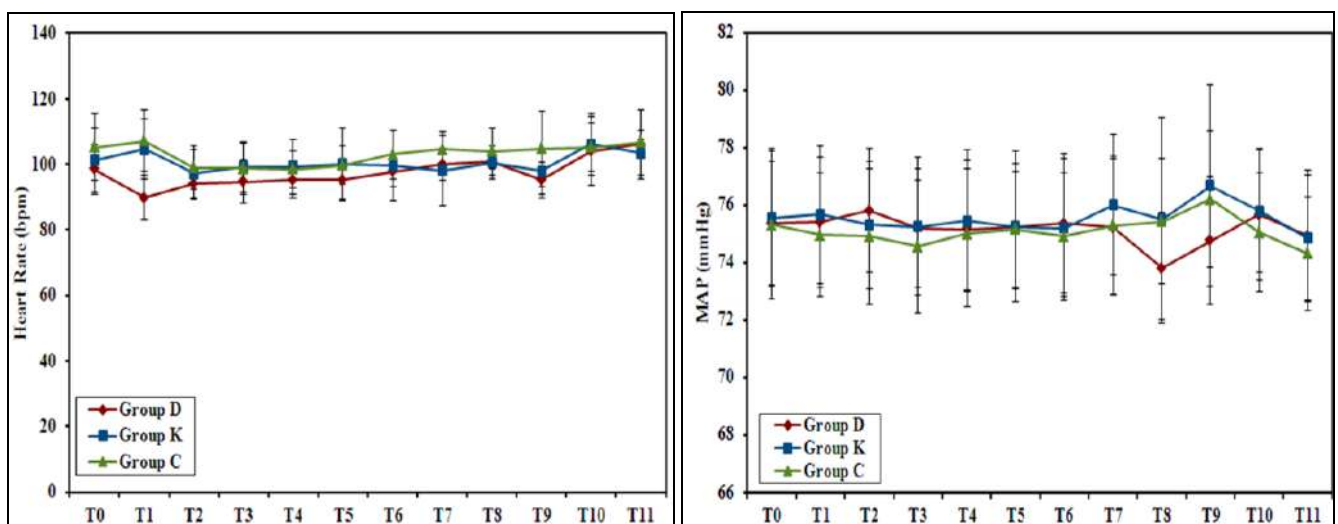 140
120
100
80
60
40
20
0
Heart Rate (bpm)
Group D
Group K
Group C
T0 T1 T2 T3 T4 T5 T6 T7 T8 T9 T10 T11
82
80
78
76
74
72
70
68
66
MAP (mmHg)
Group D
Group K
Group C
T0 T1 T2 T3 T4 T5 T6 T7 T8 T9 T10 T11